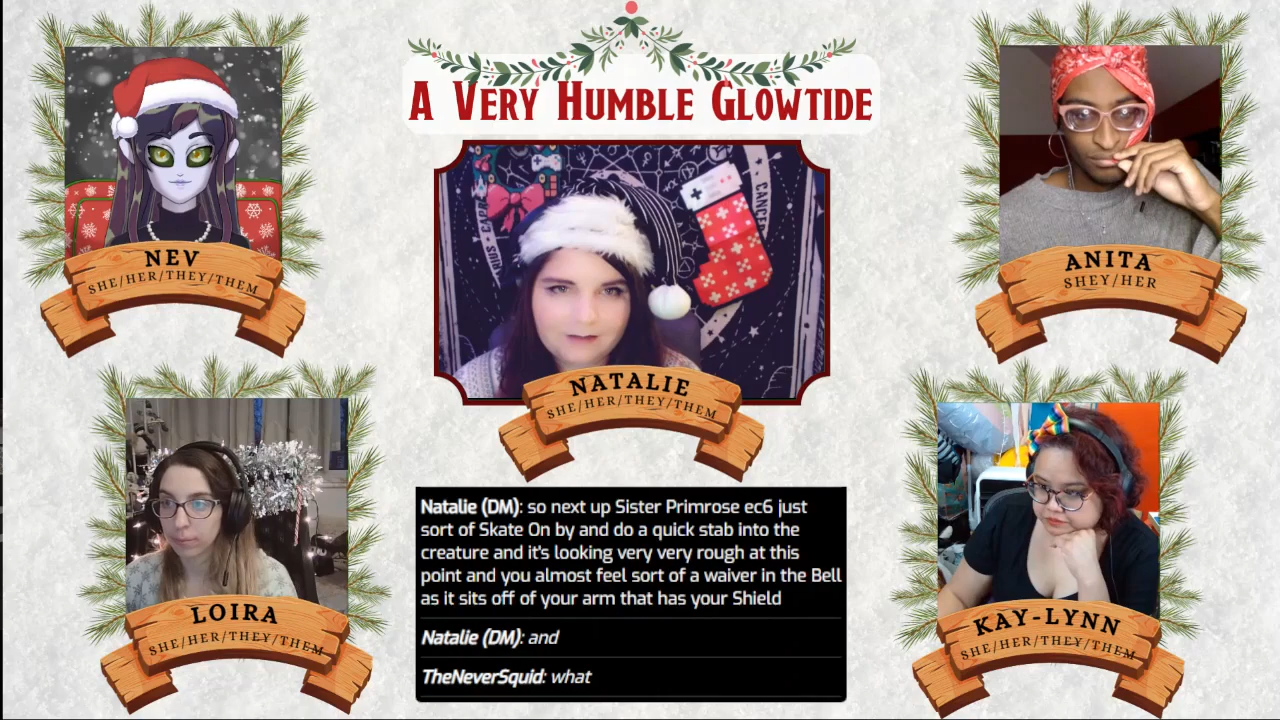 A VERY HUMBLE GLOWTIDE
NEV
SHE/HER/THEY/THEM
CANCER
NATALIE
SHE/HER/THEY/THEM
ANITA
SHEY/HER
LOIRA
SHE/HER/THEY/THEM
KAY-LYNN
SHE/HER/THEY/THEM
Natalie (DM): so next up Sister Primrose ec6 just
sort of Skate On by and do a quick stab into the
creature and it's looking very very rough at this
point and you almost feel sort of a waiver in the Bell
as it sits off of your arm that has your Shield
Natalie (DM): and
TheNeverSquid: what